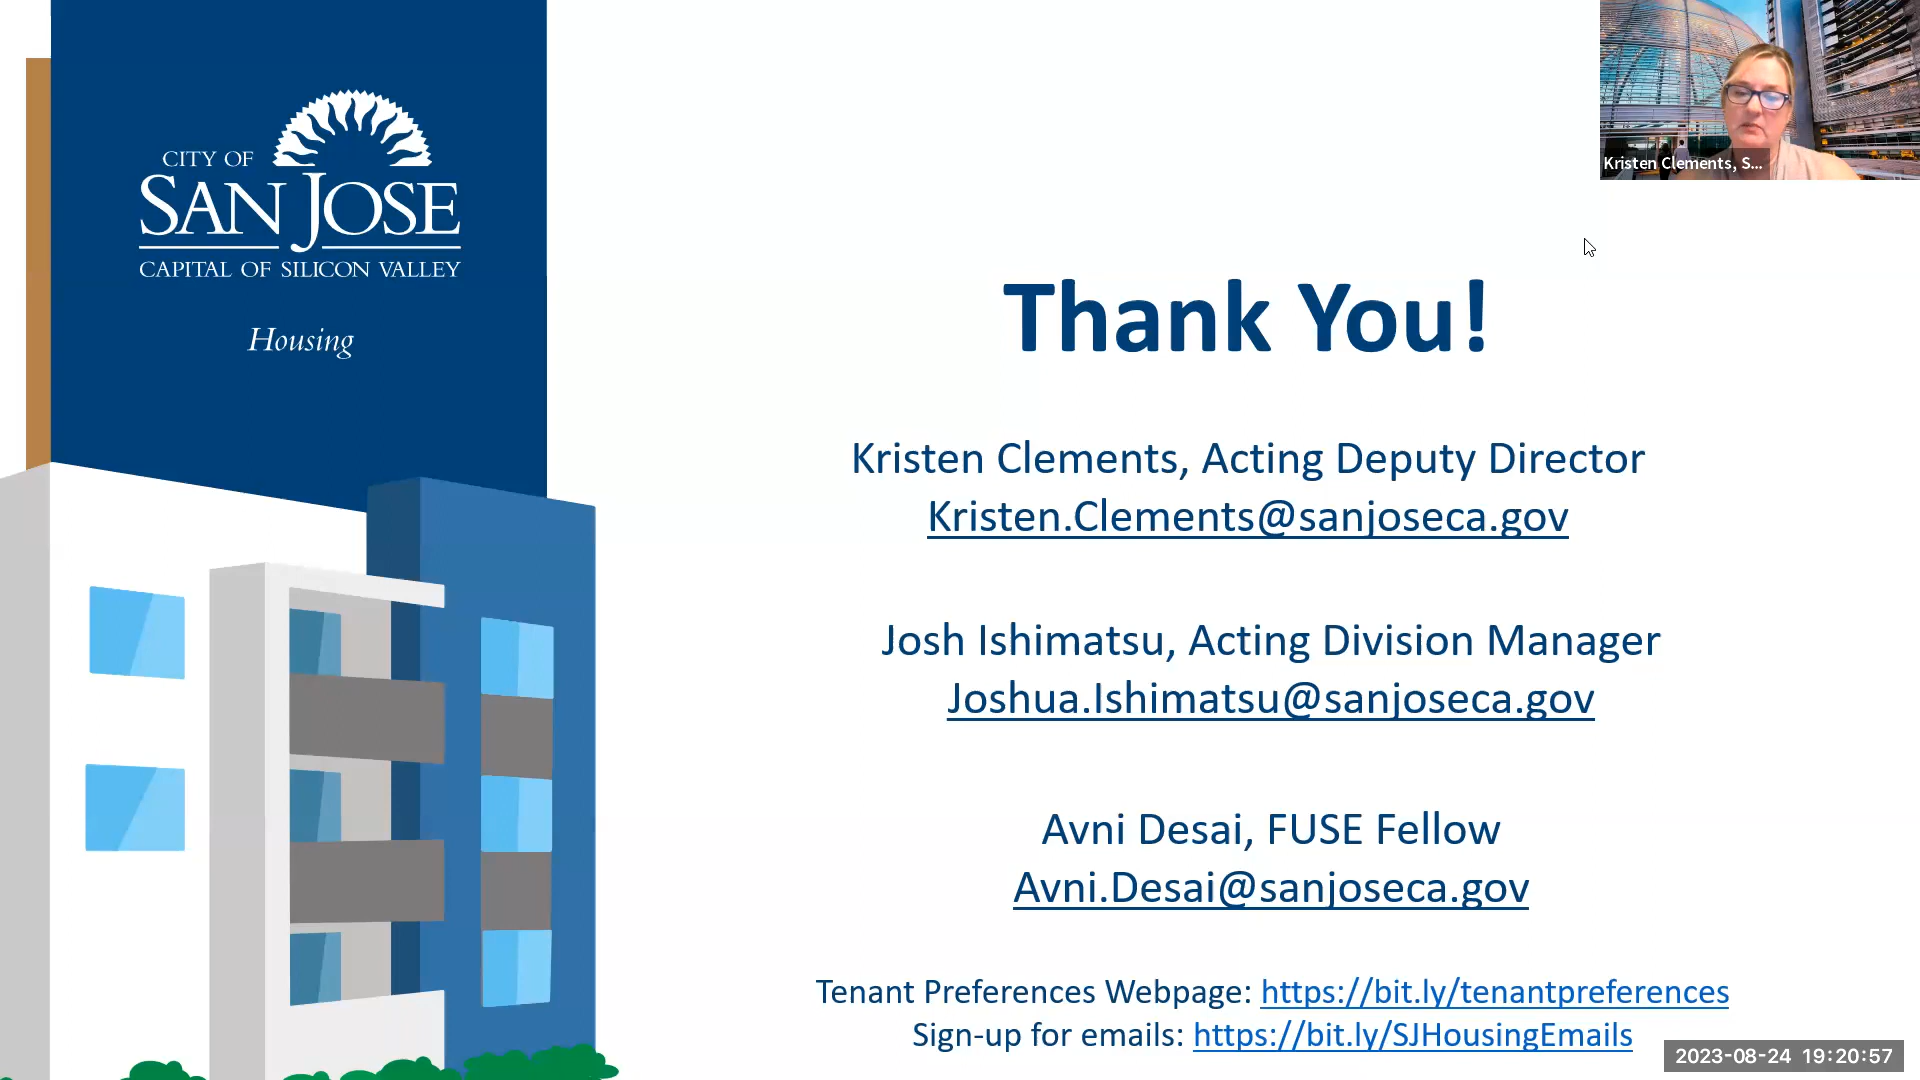 CITY OF
SAN JOSE
CAPITAL OF SILICON VALLEY
Housing
Kristen Clements, S...
Thank You!
Kristen Clements, Acting Deputy Director
Kristen.Clements@sanjoseca.gov
Josh Ishimatsu, Acting Division Manager
Joshua.Ishimatsu@sanjoseca.gov
Avni Desai, FUSE Fellow
Avni.Desai@sanjoseca.gov
Tenant Preferences Webpage: https://bit.ly/tenantpreferences
Sign-up for emails: https://bit.ly/SJHousingEmails
2023-08-24 19:20:57